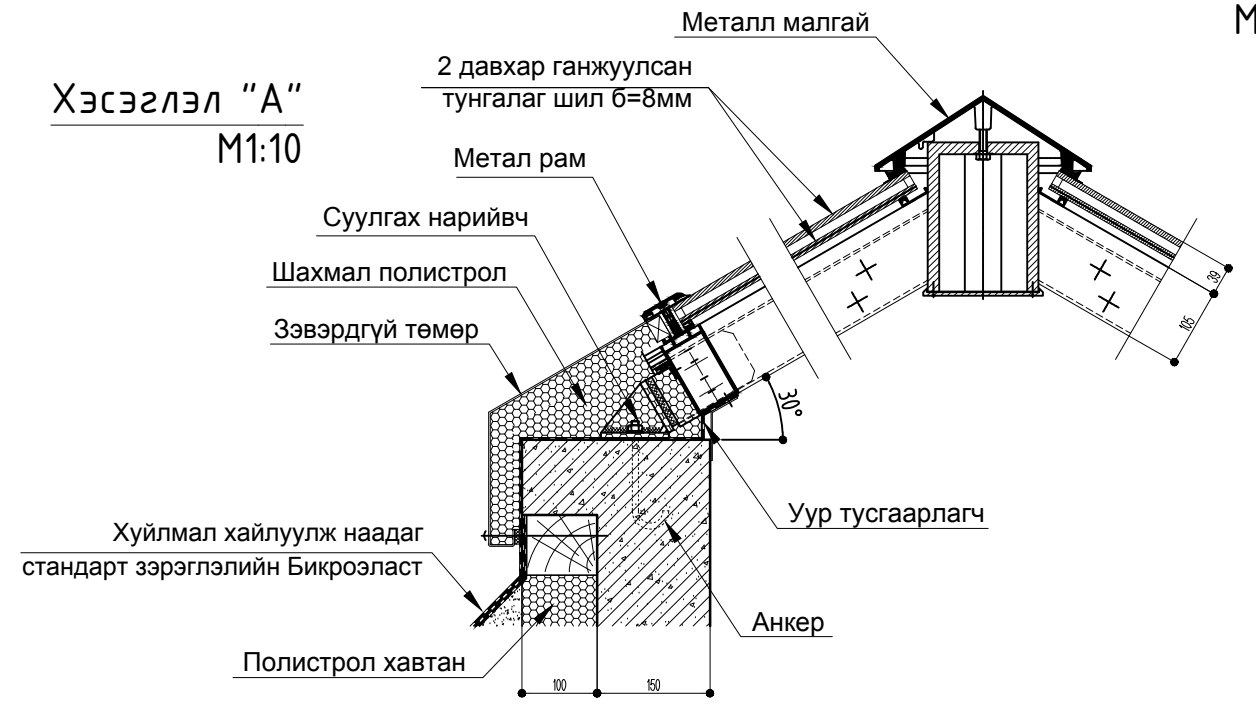 Металл малгай
М
2 давхар ганжуулсан
тунгалаг шил б=8мм
Хэсэглэл "А"
М1:10
Метал рам
Суулгах нарийвч
Шахмал полистрол
Зэвэрдгүй төмөр
39
105
30°
Уур тусгаарлагч
Хуйлмал хайлуулж наадаг
стандарт зэрэглэлийн Бикроэласт
Анкер
Полистрол хавтан
100
150